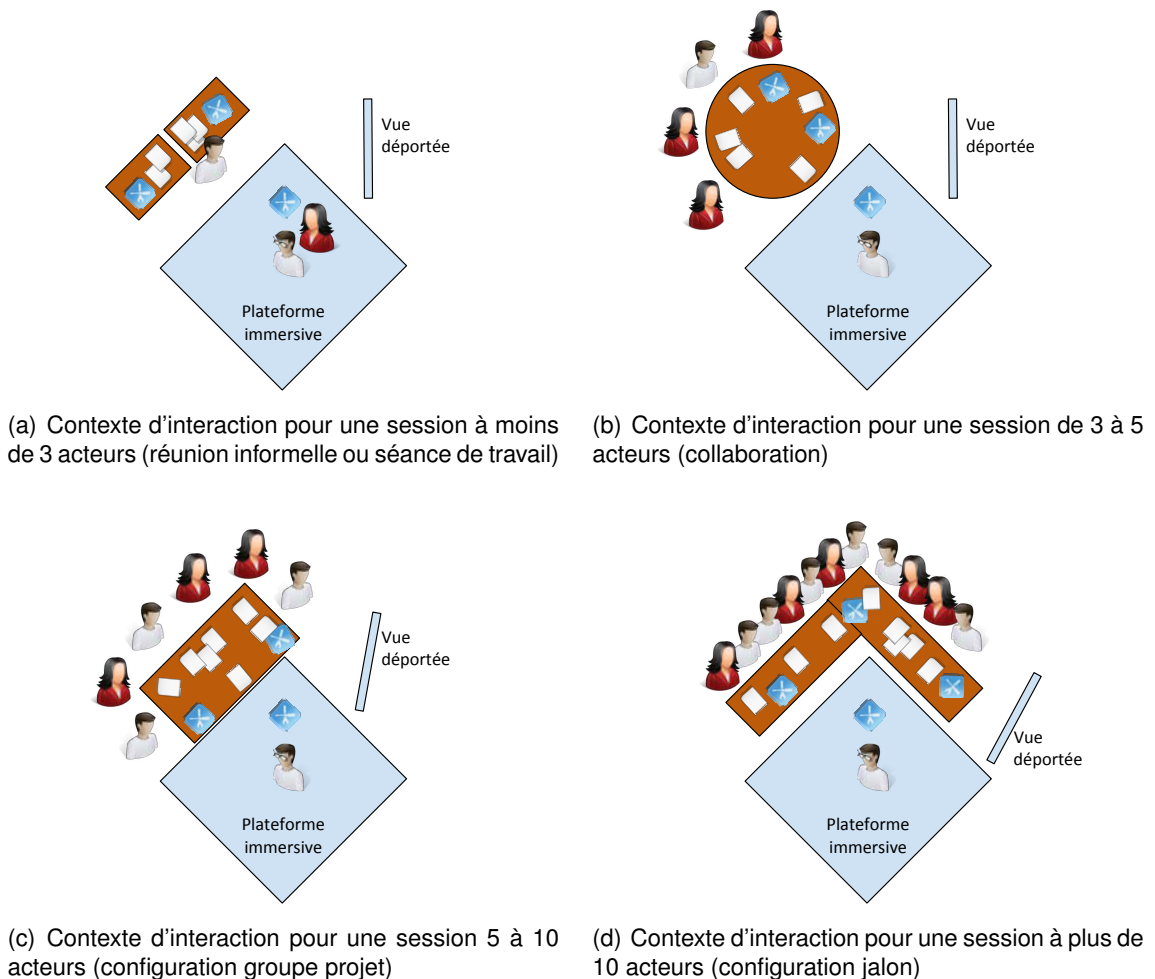 Vue
déportée
Plateforme
immersive
(a) Contexte d'interaction pour une session à moins
de 3 acteurs (réunion informelle ou séance de travail)
Vue
déportée
Plateforme
immersive
(b) Contexte d'interaction pour une session de 3 à 5
acteurs (collaboration)
Vue
déportée
Plateforme
immersive
(c) Contexte d'interaction pour une session 5 à 10
acteurs (configuration groupe projet)
Vue
déportée
Plateforme
immersive
(d) Contexte d'interaction pour une session à plus de
10 acteurs (configuration jalon)